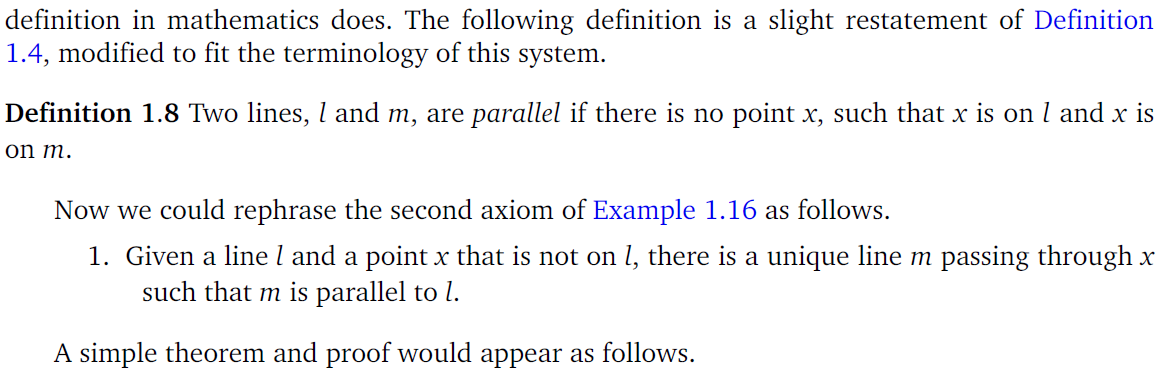 definition in mathematics does. The following definition is a slight restatement of Definition
1.4, modified to fit the terminology of this system.
Definition 1.8 Two lines, l and m, are parallel if there is no point x, such that x is on l and x is
on m.
Now we could rephrase the second axiom of Example 1.16 as follows.
1. Given a line l and a point x that is not on l, there is a unique line m passing through x
such that m is parallel to l.
A simple theorem and proof would appear as follows.